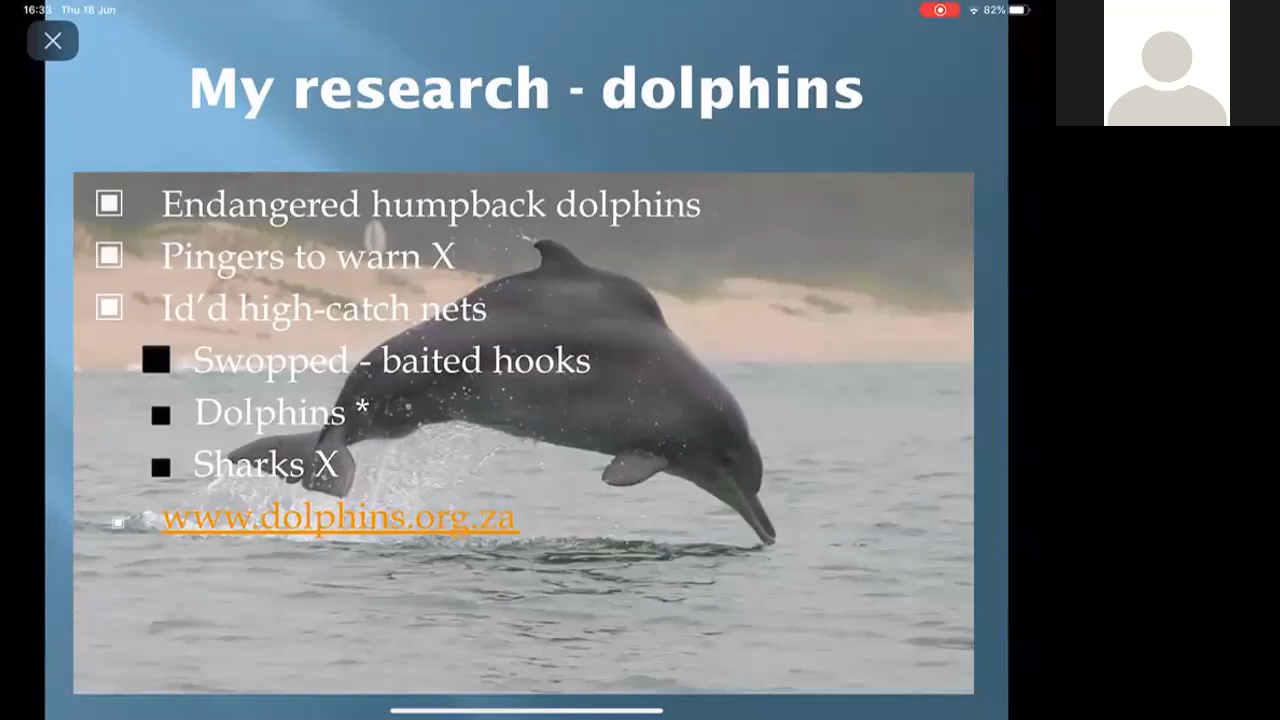 16:33 Thu 18 Jun
82%
My research - dolphins
Endangered humpback dolphins
Pingers to warn X
Id’d high-catch nets
Swopped - baited hooks
Dolphins *
Sharks X
www.dolphins.org.za